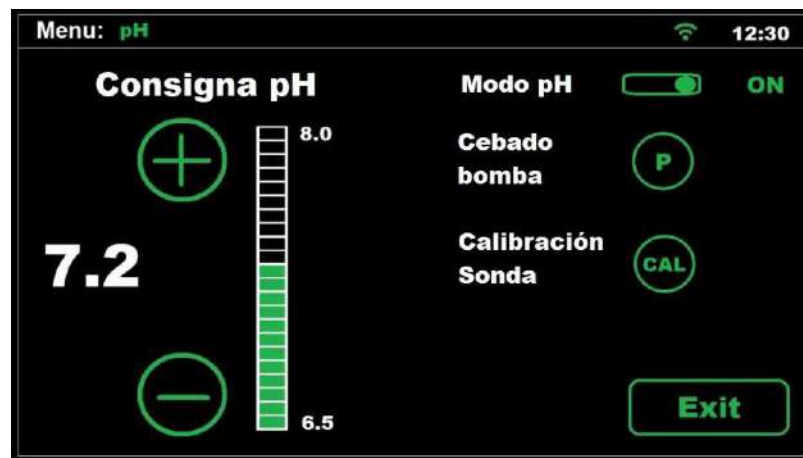 Menu: pH
12:30
Consigna pH
8.0
7.2
6.5
Modo pH
ON
Cebado
bomba
P
Calibración
Sonda
CAL
Exit